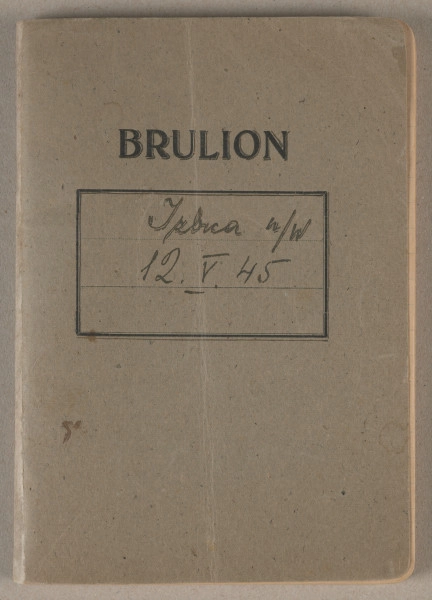 BRULION
Izbica n/W
12. V. 45